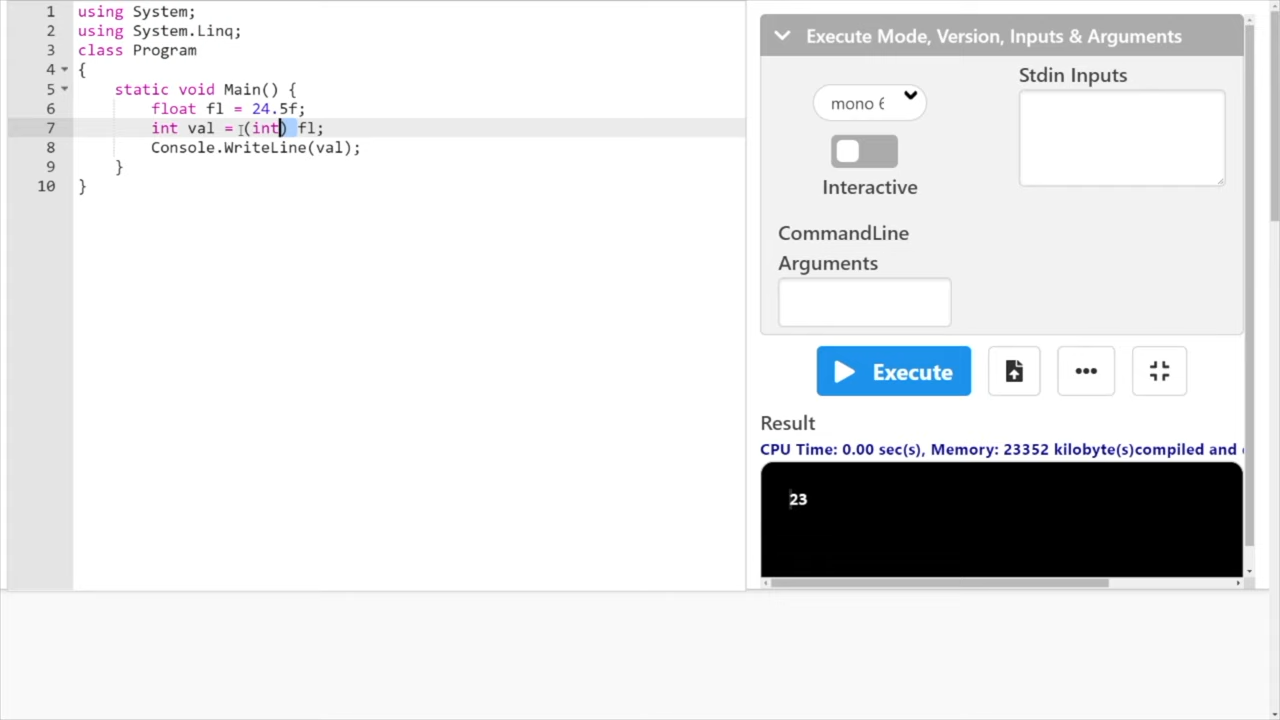 1 using System;
2 using System.Linq;
3 class Program
4 {
5 static void Main() {
6 float fl = 24.5f;
7 int val = (int) fl;
8 Console.WriteLine(val);
9 }
10 }
Execute Mode, Version, Inputs & Arguments
Stdin Inputs
mono 6
Interactive
CommandLine
Arguments
Execute
Result
CPU Time: 0.00 sec(s), Memory: 23352 kilobyte(s)compiled and
23